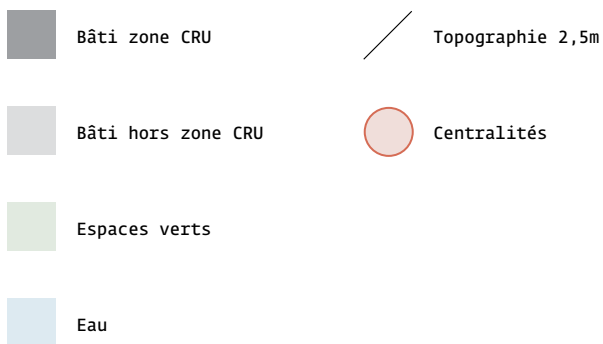 Bâti zone CRU
Bâti hors zone CRU
Espaces verts
Eau
Topographie 2,5m
Centralités